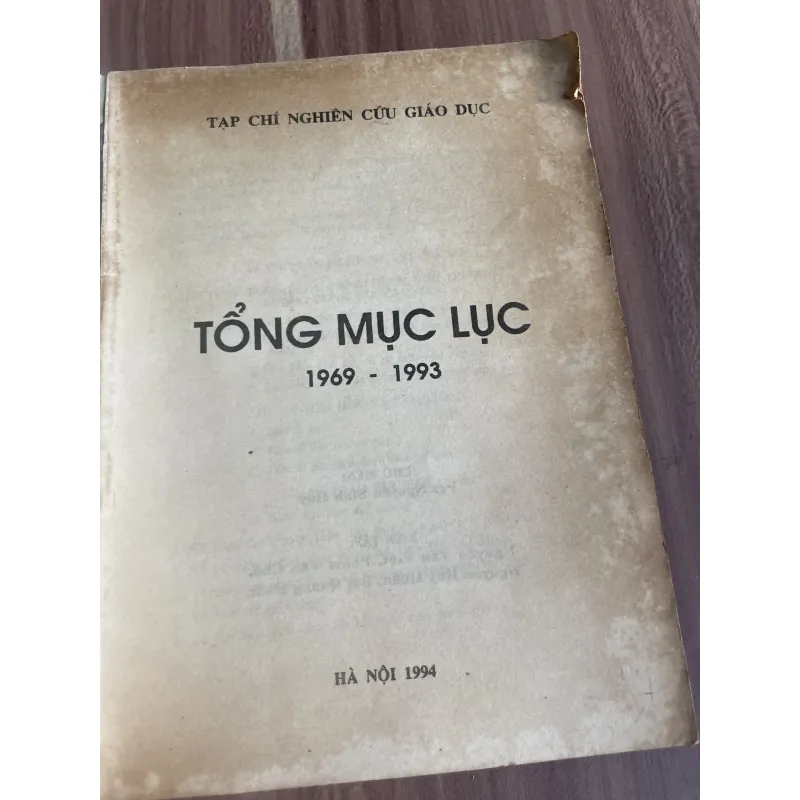 TẠP CHÍ NGHIÊN CỨU GIÁO DỤC
TỔNG MỤC LỤC
1969 - 1993
HÀ NỘI 1994